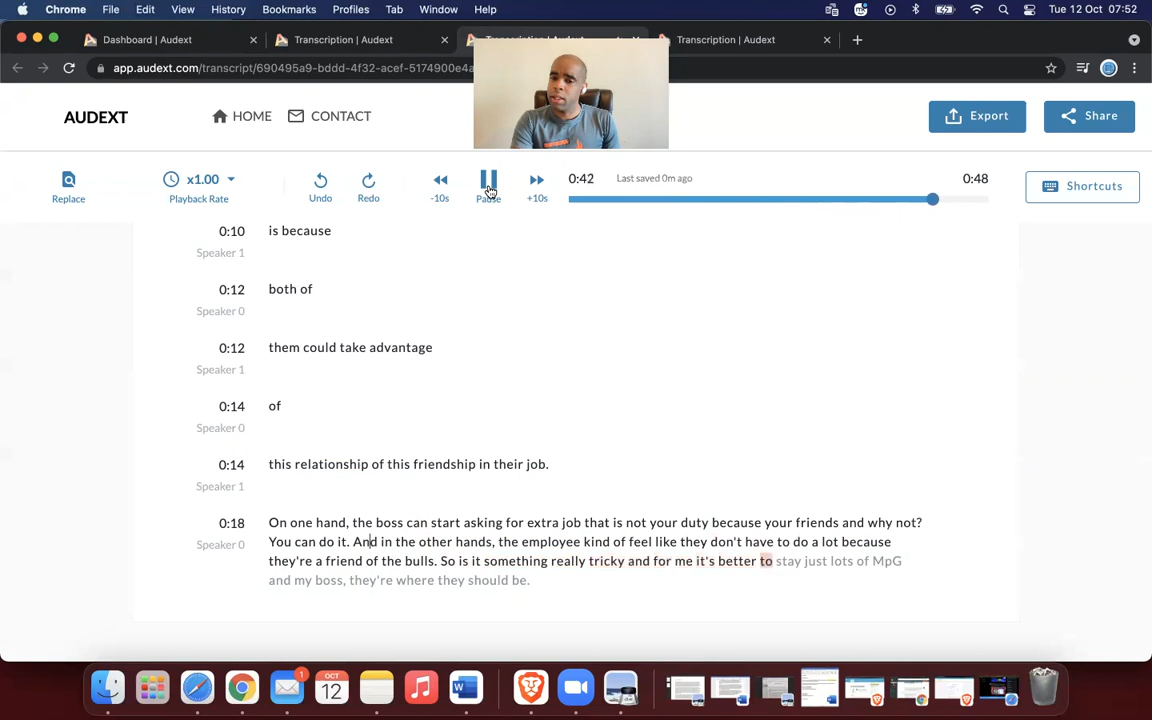 Chrome File Edit View History Bookmarks Profiles Tab Window Help Tue 12 Oct 07:52
Dashboard | Audext Transcription | Audext Transcription | Audext
app.audext.com/transcript/690495a9-bddd-4f32-acef-5174900e4a
AUDEXT HOME CONTACT Export Share
x1.00 0:42 Last saved 0m ago 0:48 Shortcuts
Replace Playback Rate Undo Redo -10s Pause +10s
0:10 is because
Speaker 1
0:12 both of
Speaker 0
0:12 them could take advantage
Speaker 1
0:14 of
Speaker 0
0:14 this relationship of this friendship in their job.
Speaker 1
0:18 On one hand, the boss can start asking for extra job that is not your duty because your friends and why not?
Speaker 0 You can do it. And in the other hands, the employee kind of feel like they don't have to do a lot because
they're a friend of the bulls. So is it something really tricky and for me it's better to stay just lots of MpG
and my boss, they're where they should be.
1
OCT
12